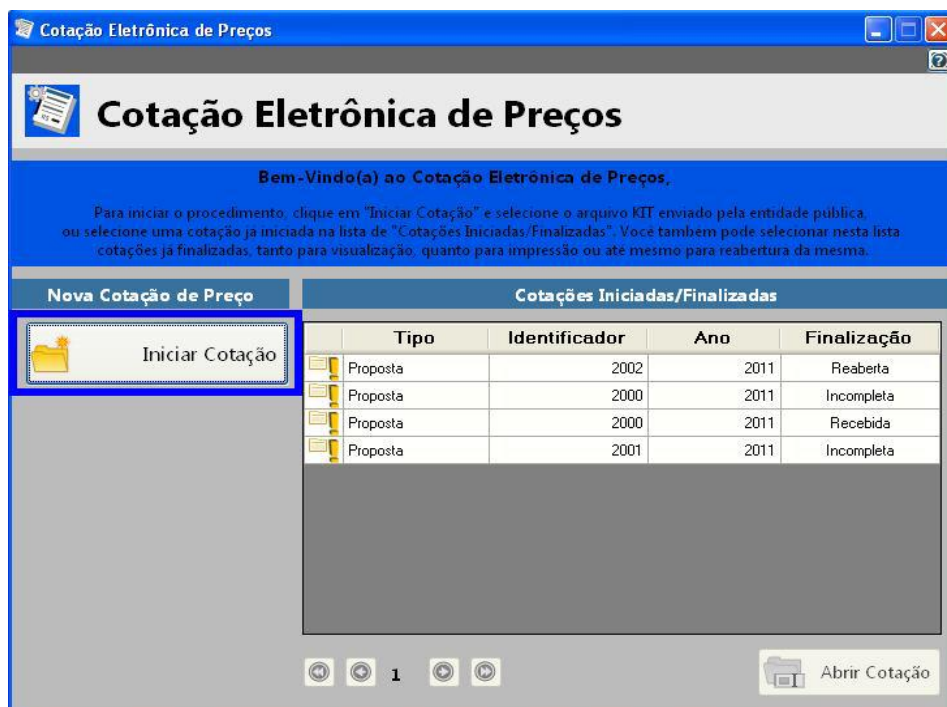 Cotação Eletrônica de Preços
Cotação Eletrônica de Preços
Bem-Vindo(a) ao Cotação Eletrônica de Preços,
Para iniciar o procedimento, clique em "Iniciar Cotação" e selecione o arquivo KIT enviado pela entidade pública,
ou selecione uma cotação já iniciada na lista de "Cotações Iniciadas/Finalizadas". Você também pode selecionar nesta lista
cotações já finalizadas, tanto para visualização, quanto para impressão ou até mesmo para reabertura da mesma.
Nova Cotação de Preço
Iniciar Cotação
Cotações Iniciadas/Finalizadas
Tipo Identificador Ano Finalização
Proposta 2002 2011 Reaberta
Proposta 2000 2011 Incompleta
Proposta 2000 2011 Recebida
Proposta 2001 2011 Incompleta
1
Abrir Cotação